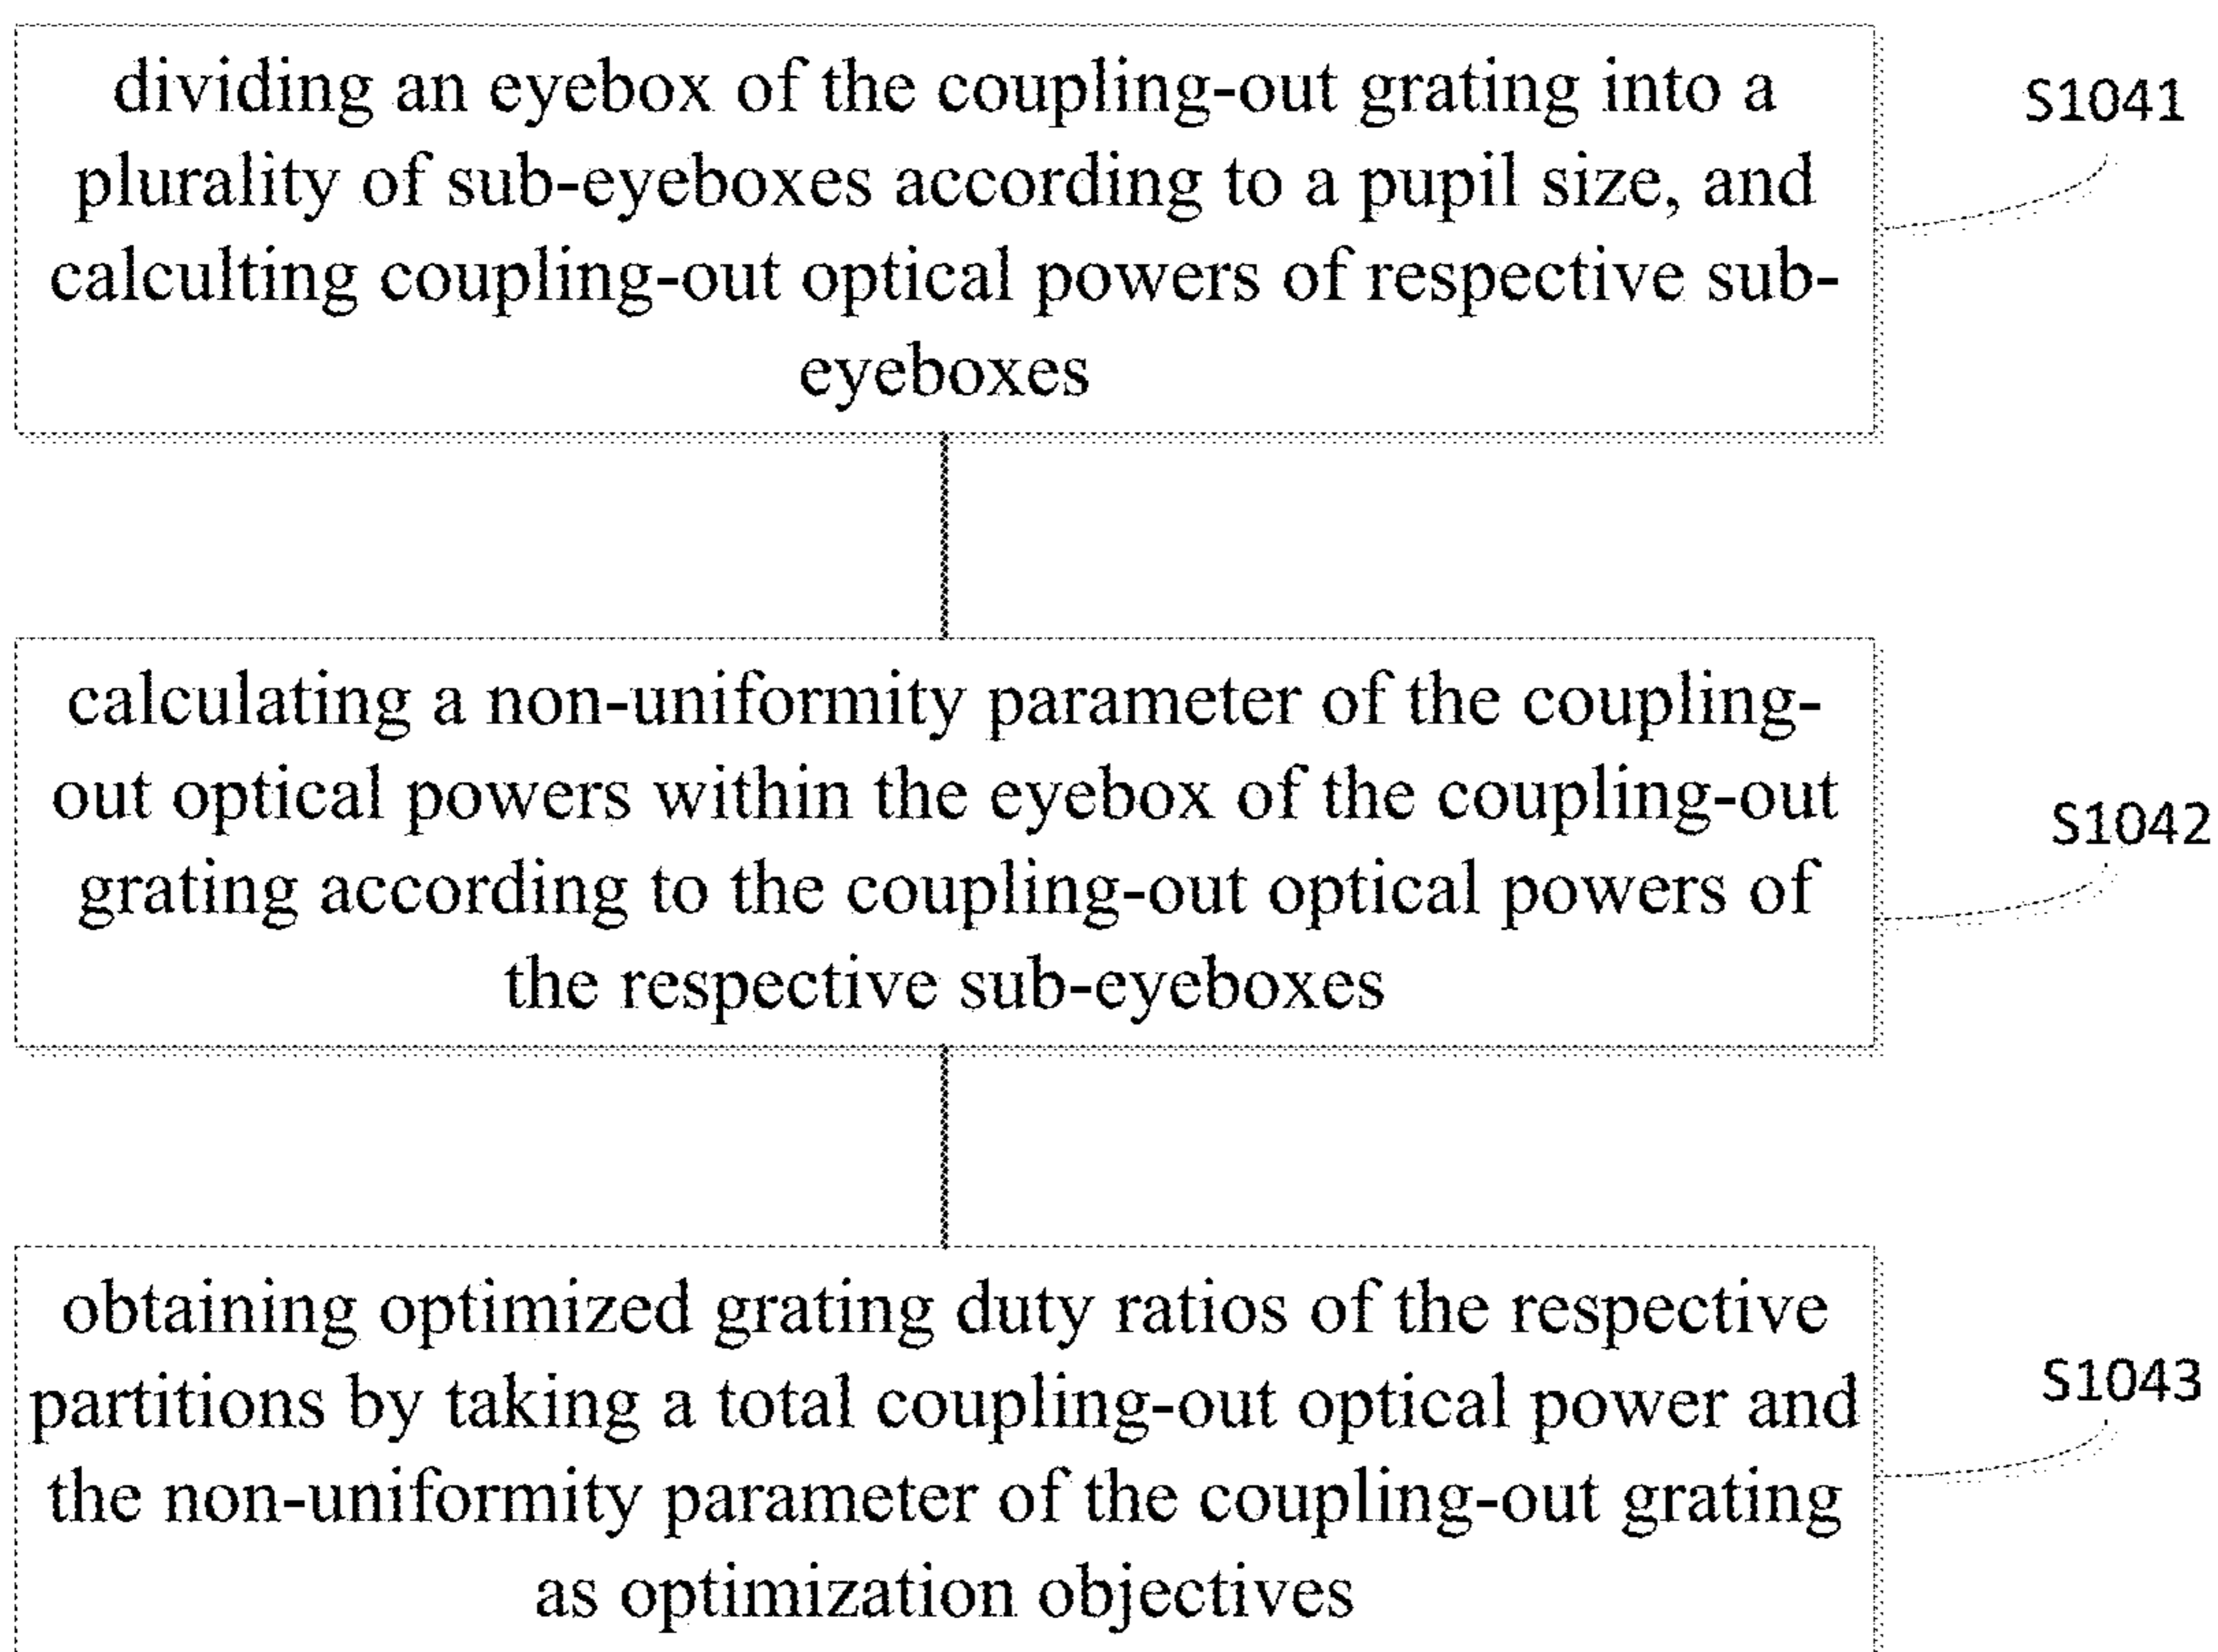 dividing an eyebox of the coupling-out grating into a
plurality of sub-eyeboxes according to a pupil size, and
calculting coupling-out optical powers of respective sub-
eyeboxes
S1041
calculating a non-uniformity parameter of the coupling-
out optical powers within the eyebox of the coupling-out
grating according to the coupling-out optical powers of
the respective sub-eyeboxes
S1042
obtaining optimized grating duty ratios of the respective
partitions by taking a total coupling-out optical power and
the non-uniformity parameter of the coupling-out grating
as optimization objectives
S1043